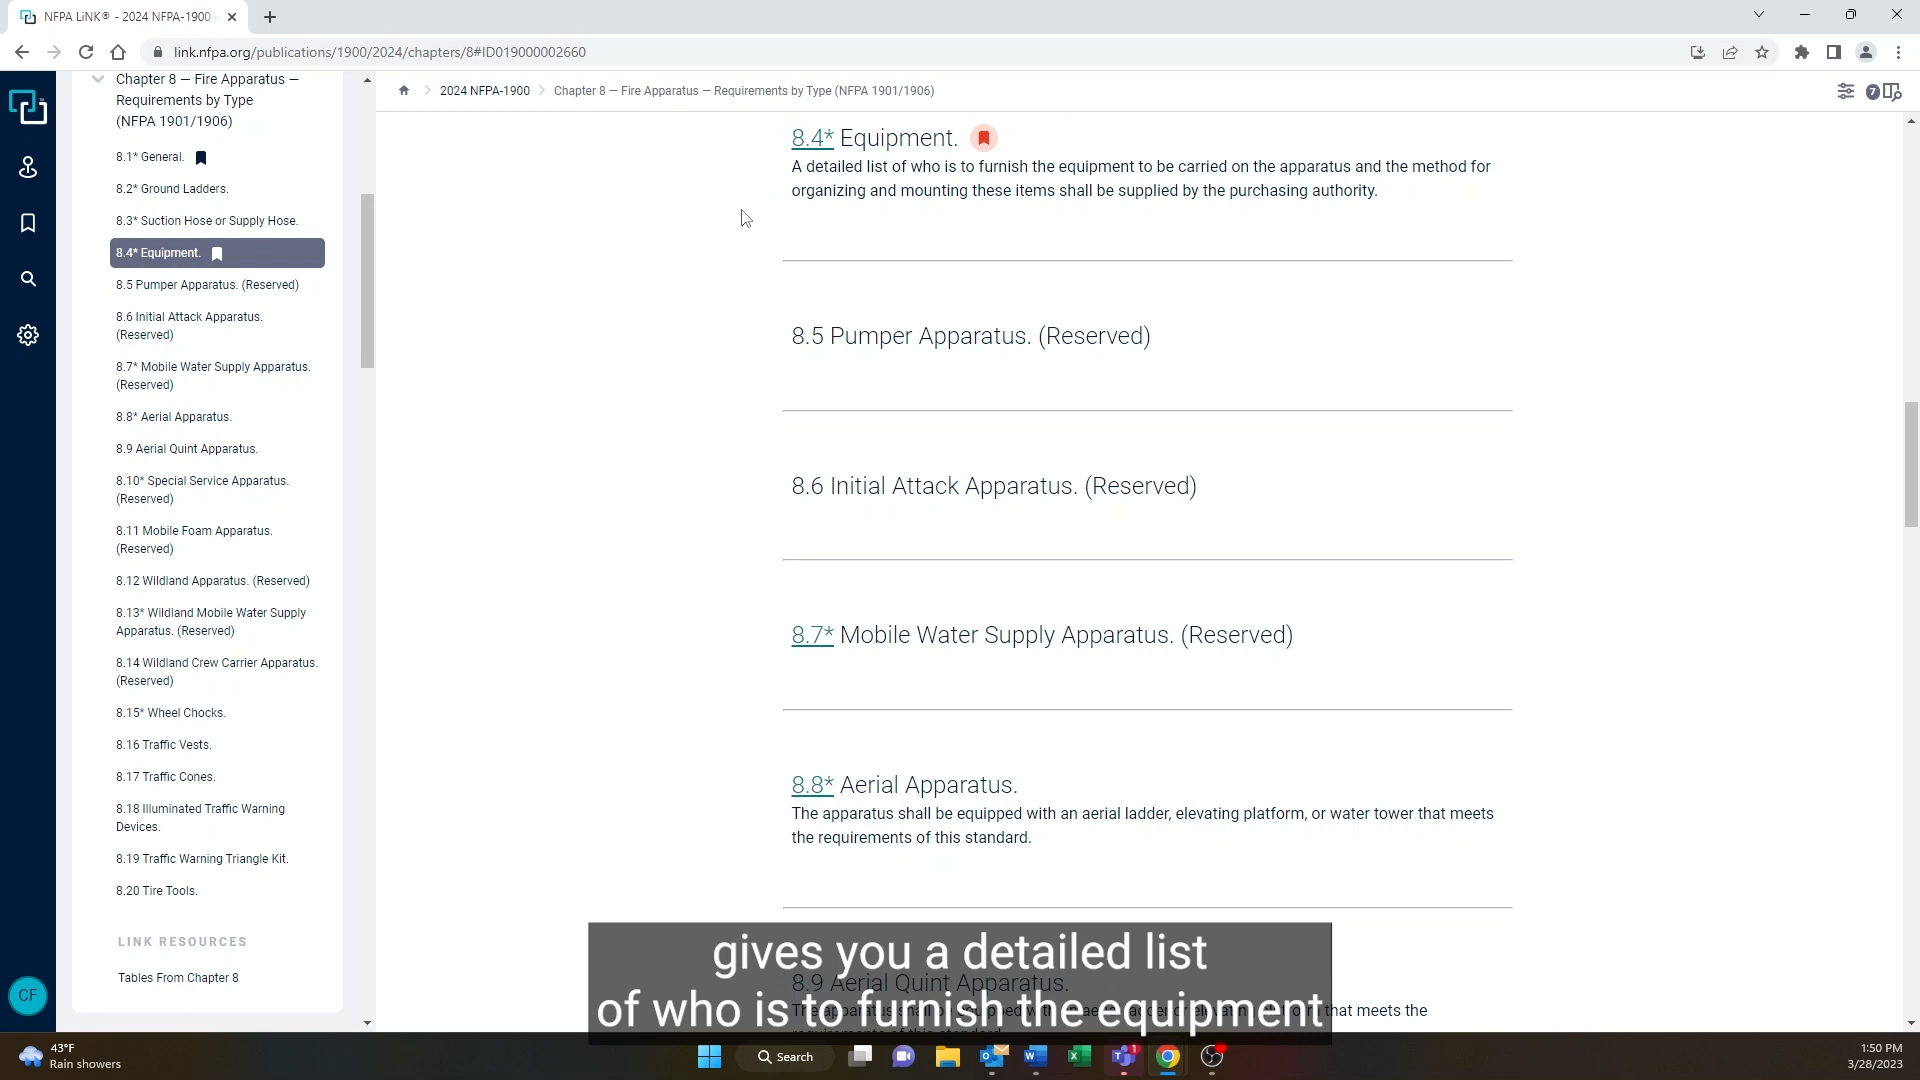 NFPA LiNK® - 2024 NFPA-1900 -
link.nfpa.org/publications/1900/2024/chapters/8#ID019000002660
Chapter 8 — Fire Apparatus —
Requirements by Type
(NFPA 1901/1906)
8.1* General.
8.2* Ground Ladders.
8.3* Suction Hose or Supply Hose.
8.4* Equipment.
8.5 Pumper Apparatus. (Reserved)
8.6 Initial Attack Apparatus.
(Reserved)
8.7* Mobile Water Supply Apparatus.
(Reserved)
8.8* Aerial Apparatus.
8.9 Aerial Quint Apparatus.
8.10* Special Service Apparatus.
(Reserved)
8.11 Mobile Foam Apparatus.
(Reserved)
8.12 Wildland Apparatus. (Reserved)
8.13* Wildland Mobile Water Supply
Apparatus. (Reserved)
8.14 Wildland Crew Carrier Apparatus.
(Reserved)
8.15* Wheel Chocks.
8.16 Traffic Vests.
8.17 Traffic Cones.
8.18 Illuminated Traffic Warning
Devices.
8.19 Traffic Warning Triangle Kit.
8.20 Tire Tools.
LINK RESOURCES
Tables From Chapter 8
CF
2024 NFPA-1900 Chapter 8 — Fire Apparatus — Requirements by Type (NFPA 1901/1906)
7
8.4* Equipment.
A detailed list of who is to furnish the equipment to be carried on the apparatus and the method for
organizing and mounting these items shall be supplied by the purchasing authority.
8.5 Pumper Apparatus. (Reserved)
8.6 Initial Attack Apparatus. (Reserved)
8.7* Mobile Water Supply Apparatus. (Reserved)
8.8* Aerial Apparatus.
The apparatus shall be equipped with an aerial ladder, elevating platform, or water tower that meets
the requirements of this standard.
8.9 Aerial Quint Apparatus.
that meets the
gives you a detailed list
of who is to furnish the equipment
43°F
Rain showers
Search
1
1:50 PM
3/28/2023